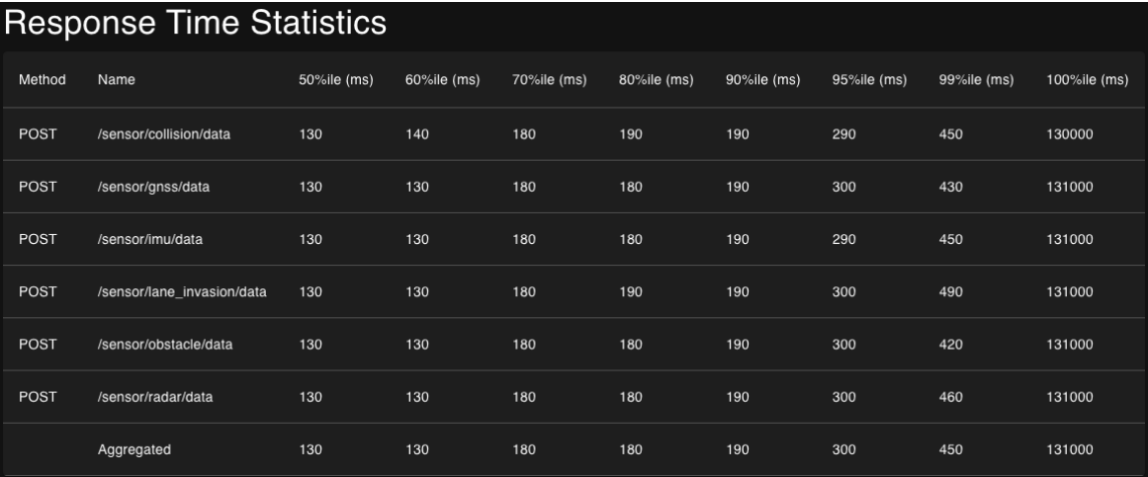 Response Time Statistics
Method Name 50%ile (ms) 60%ile (ms) 70%ile (ms) 80%ile (ms) 90%ile (ms) 95%ile (ms) 99%ile (ms) 100%ile (ms)
POST /sensor/collision/data 130 140 180 190 190 290 450 130000
POST /sensor/gnss/data 130 130 180 180 190 300 430 131000
POST /sensor/imu/data 130 130 180 180 190 290 450 131000
POST /sensor/lane_invasion/data 130 130 180 190 190 300 490 131000
POST /sensor/obstacle/data 130 130 180 180 190 300 420 131000
POST /sensor/radar/data 130 130 180 180 190 300 460 131000
Aggregated 130 130 180 180 190 300 450 131000